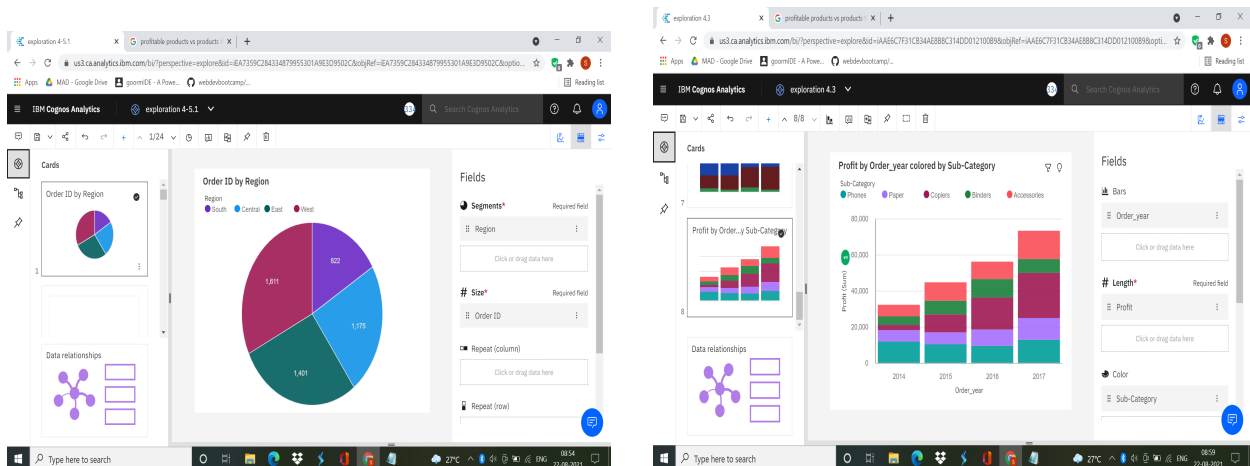 exploration 4-5.1
profitable products vs products
us3.ca.analytics.ibm.com/bi/?perspective=explore&id=iEA7359C284334879955301A9E3D9502C&objRef=iEA7359C284334879955301A9E3D9502C&optio...
Apps MAD - Google Drive goormIDE - A Powe... webdevbootcamp/...
Reading list
IBM Cognos Analytics exploration 4-5.1
Search Cognos Analytics
1/24
Cards
Order ID by Region
1
Data relationships
Order ID by Region
Region
South Central East West
822
1,611
1,175
1,401
Fields
Segments* Required field
Region
Click or drag data here
Size* Required field
Order ID
Repeat (column)
Click or drag data here
Repeat (row)
Type here to search
27°C ENG 08:54
22-08-2021
exploration 4.3
profitable products vs products
us3.ca.analytics.ibm.com/bi/?perspective=explore&id=iAAE6C7F31CB34AE8B8C314DD012100B9&objRef=iAAE6C7F31CB34AE8B8C314DD012100B9&opti...
Apps MAD - Google Drive goormIDE - A Powe... webdevbootcamp/...
Reading list
IBM Cognos Analytics exploration 4.3
Search Cognos Analytics
8/8
Cards
7
Profit by Order...y Sub-Category
8
Data relationships
Profit by Order_year colored by Sub-Category
Sub-Category
Phones Paper Copiers Binders Accessories
Profit (Sum)
80,000
60,000
40,000
20,000
0
2014 2015 2016 2017
Order_year
Fields
Bars
Order_year
Click or drag data here
Length* Required field
Profit
Click or drag data here
Color
Sub-Category
Type here to search
27°C ENG 08:59
22-08-2021